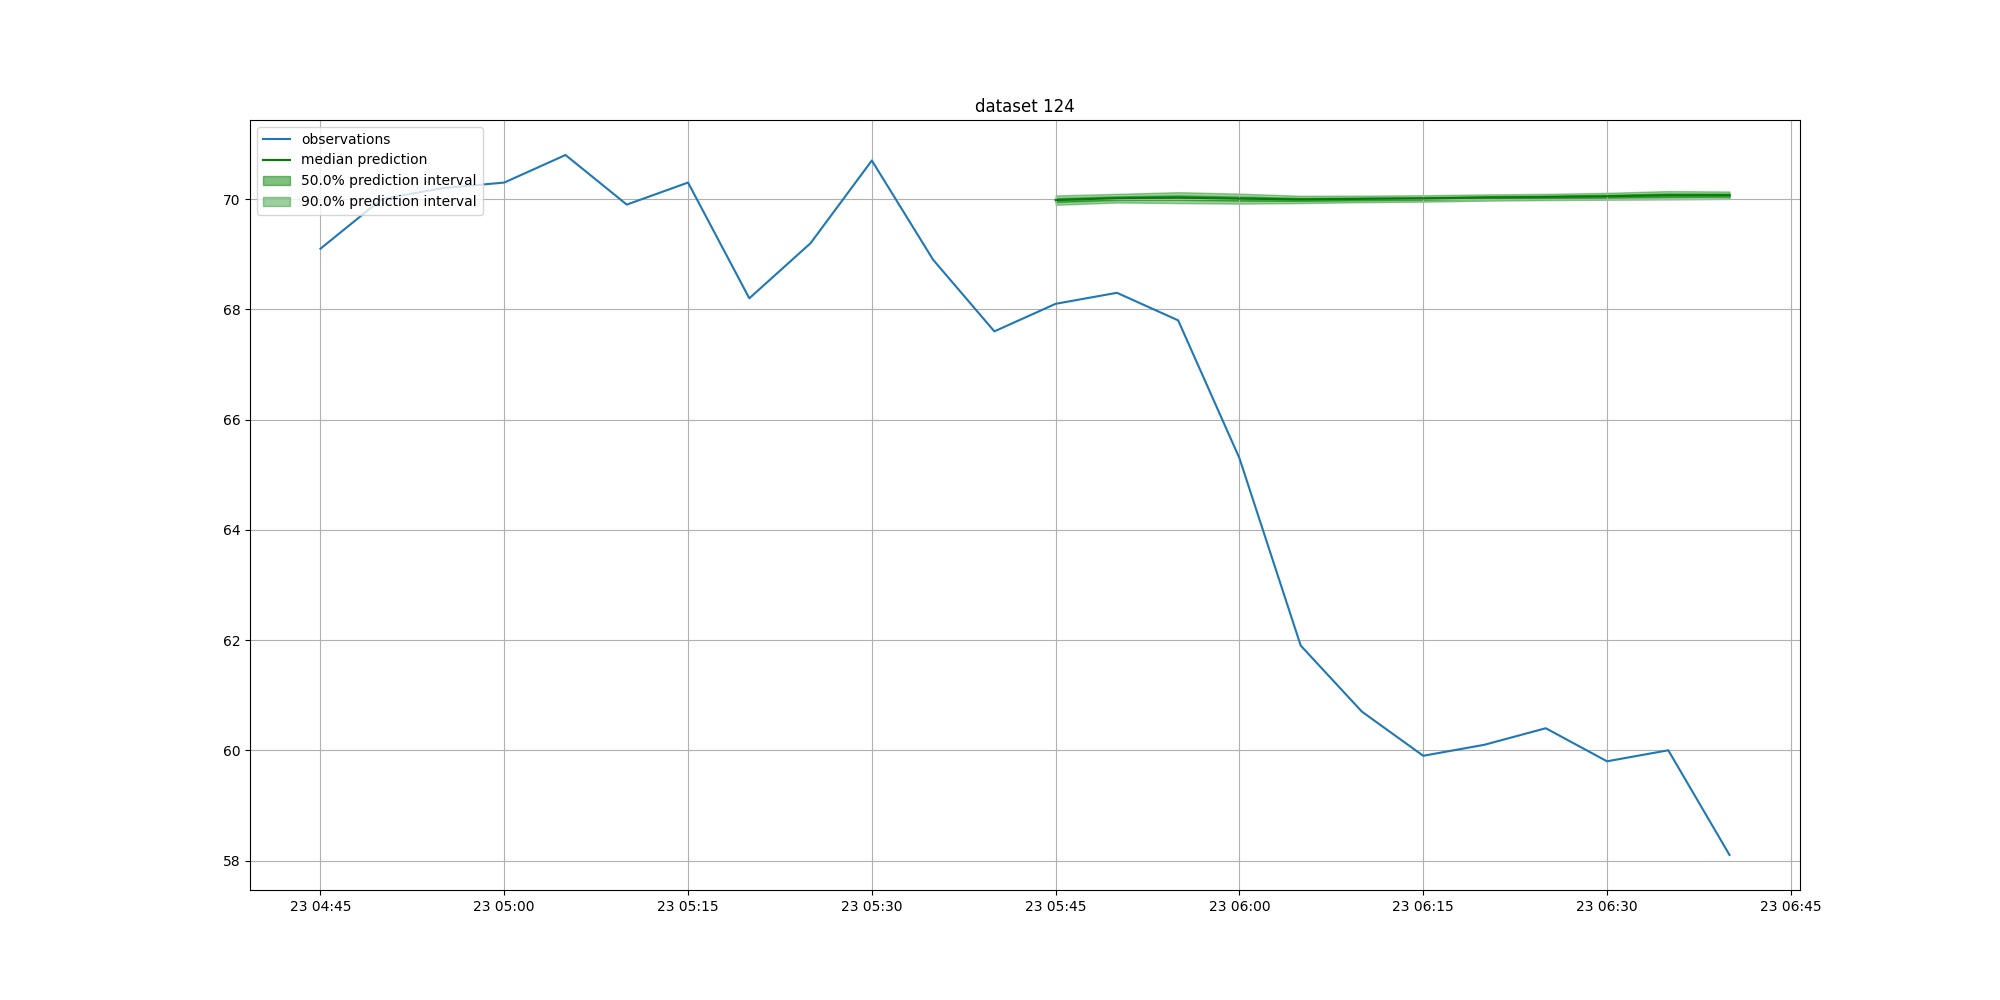 dataset 124
observations
median prediction
50.0% prediction interval
90.0% prediction interval
70
68
66
64
62
60
58
23 04:45 23 05:00 23 05:15 23 05:30 23 05:45 23 06:00 23 06:15 23 06:30 23 06:45